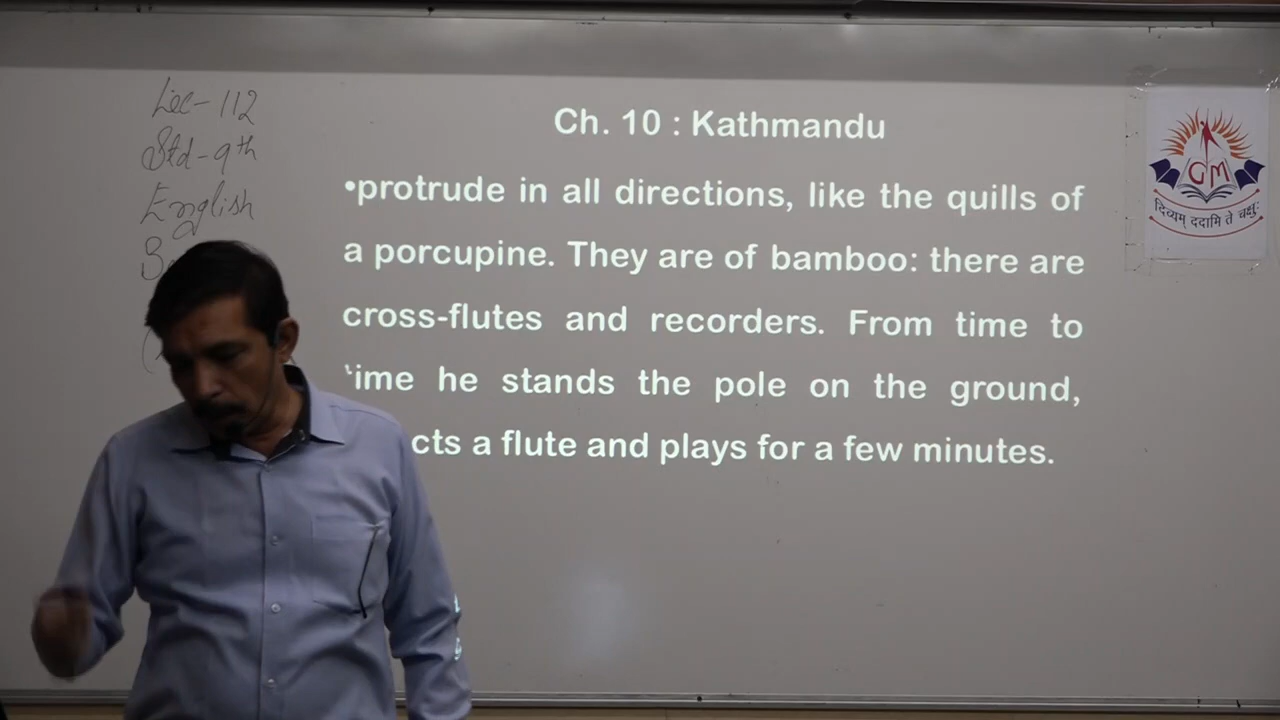 Lec-112
Std-9th
English
Ch. 10 : Kathmandu
•protrude in all directions, like the quills of
a porcupine. They are of bamboo: there are
cross-flutes and recorders. From time to
he stands the pole on the ground,
a flute and plays for a few minutes.
GM
दिव्यम् ददामि ते चक्षुः